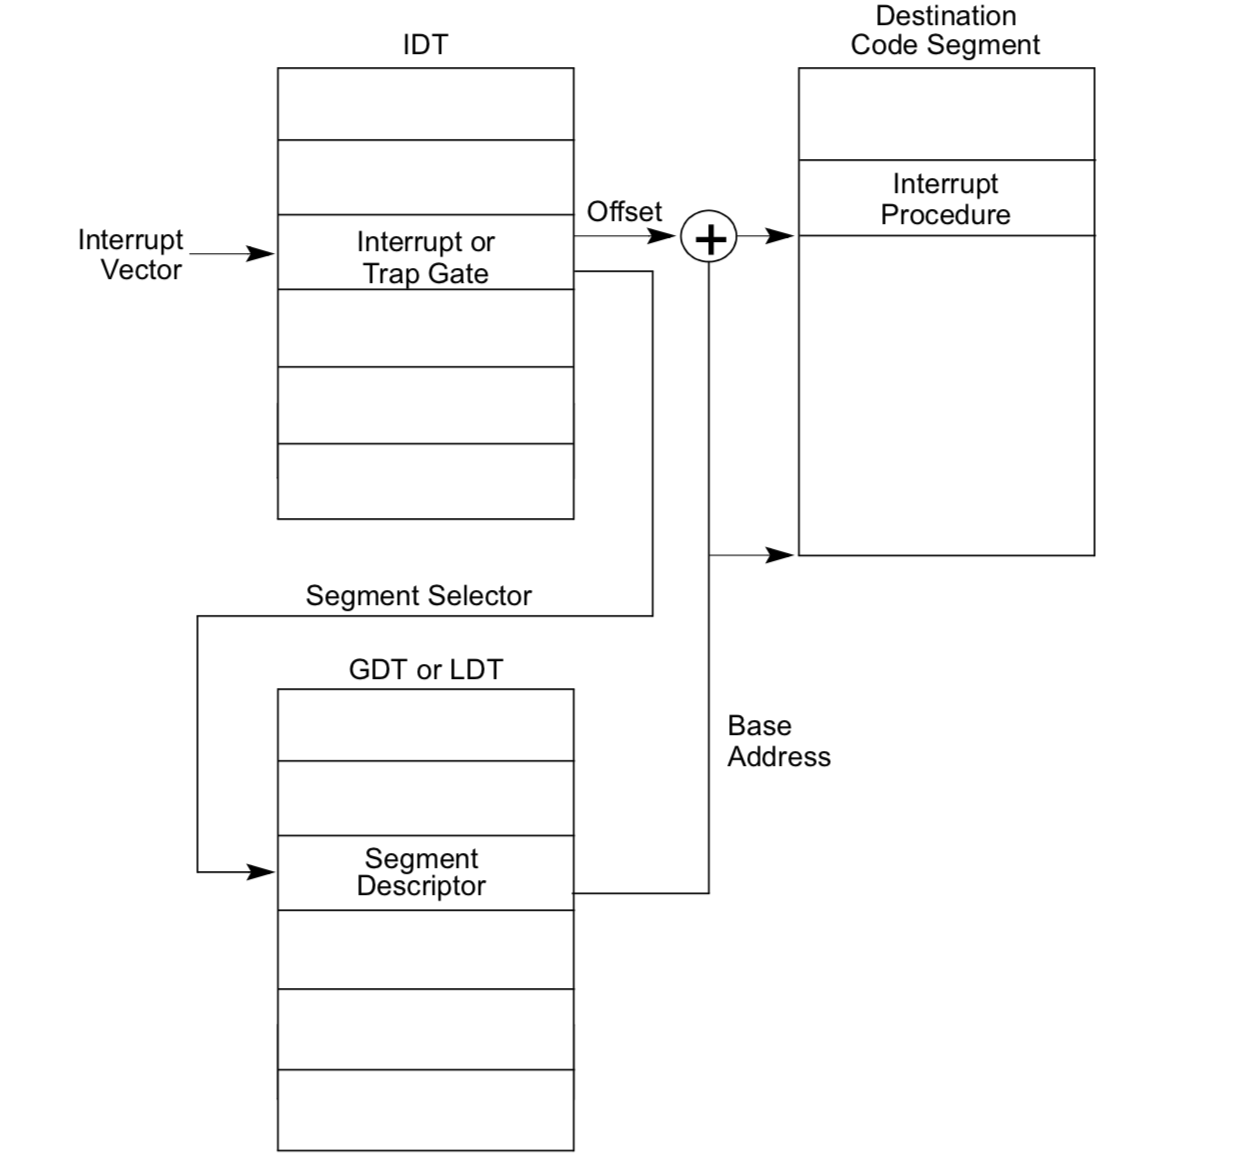 IDT
Destination
Code Segment
Interrupt
Vector
Interrupt or
Trap Gate
Offset
+
Interrupt
Procedure
Segment Selector
GDT or LDT
Segment
Descriptor
Base
Address